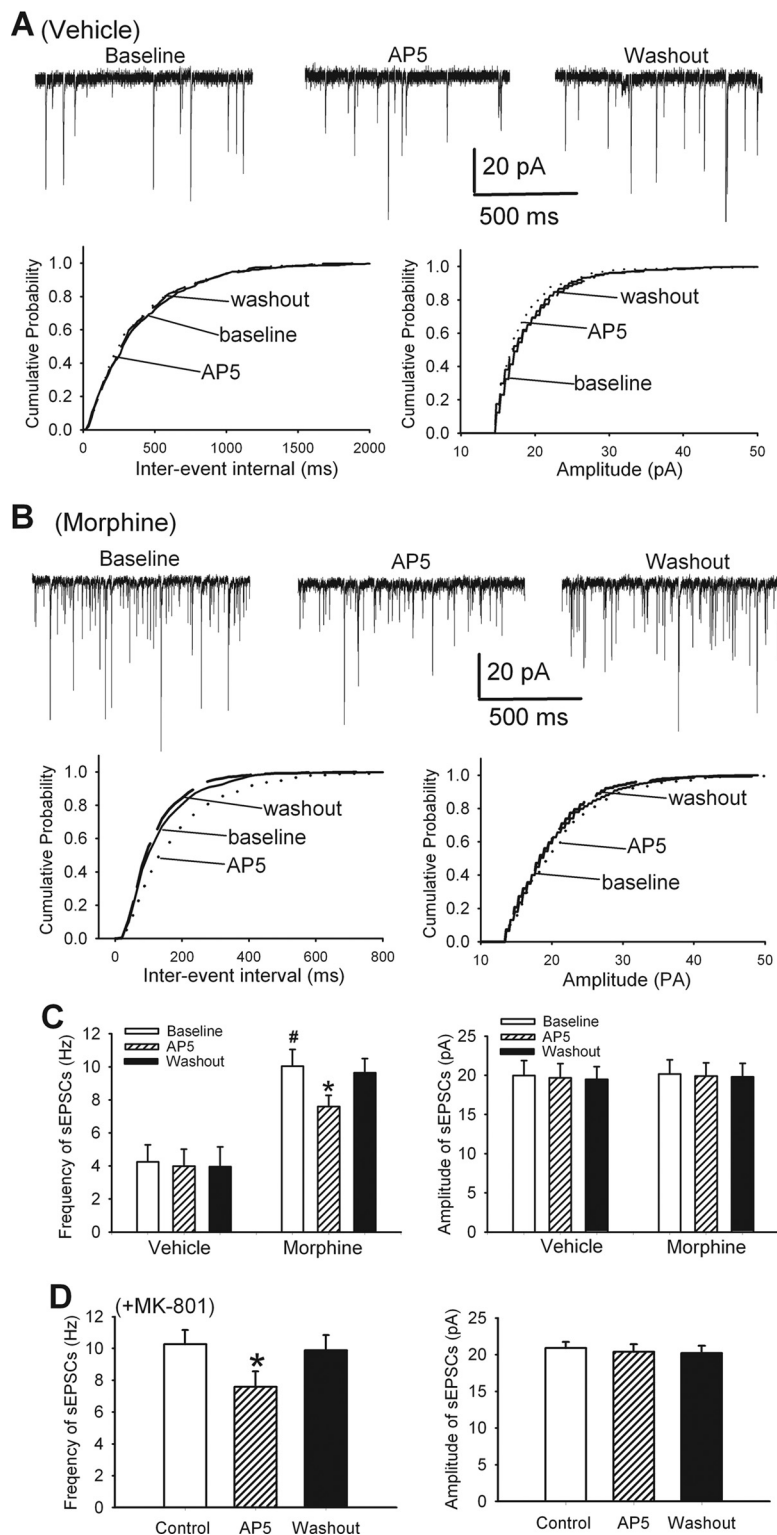 A (Vehicle)
Baseline AP5 Washout
20 pA
500 ms
Cumulative Probability
1.0
0.8
0.6
0.4
0.2
0.0
washout
baseline
AP5
0 500 1000 1500 2000
Inter-event internal (ms)
Cumulative Probability
1.0
0.8
0.6
0.4
0.2
0.0
washout
AP5
baseline
10 20 30 40 50
Amplitude (pA)
B (Morphine)
Baseline AP5 Washout
20 pA
500 ms
Cumulative Probability
1.0
0.8
0.6
0.4
0.2
0.0
washout
baseline
AP5
0 200 400 600 800
Inter-event interval (ms)
Cumulative Probability
1.0
0.8
0.6
0.4
0.2
0.0
washout
AP5
baseline
10 20 30 40 50
Amplitude (PA)
C
Frequency of sEPSCs (Hz)
12
10
8
6
4
2
0
Baseline
AP5
Washout
#
*
Vehicle Morphine
Amplitude of sEPSCs (pA)
25
20
15
10
5
0
Baseline
AP5
Washout
Vehicle Morphine
D
(+MK-801)
Freqency of sEPSCs (Hz)
12
10
8
6
4
2
0
*
Control AP5 Washout
Amplitude of sEPSCs (pA)
25
20
15
10
5
0
Control AP5 Washout